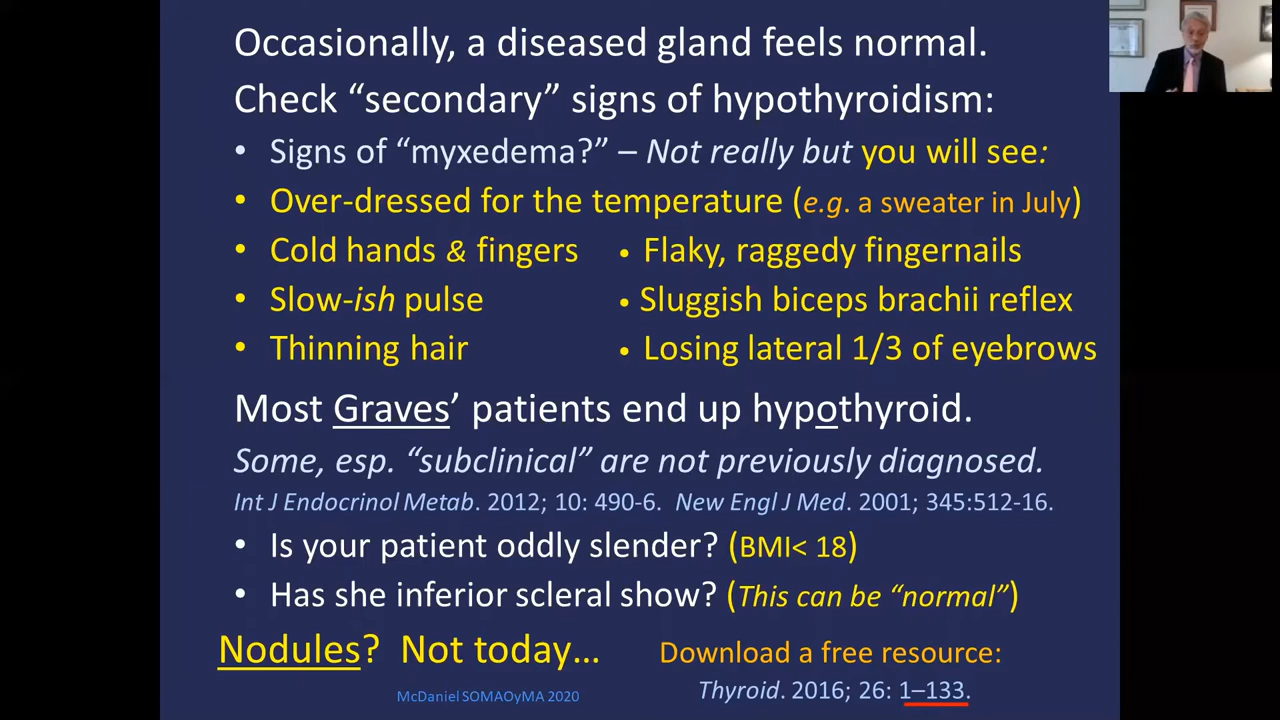 Occasionally, a diseased gland feels normal.
Check “secondary” signs of hypothyroidism:
• Signs of “myxedema?” – Not really but you will see:
• Over-dressed for the temperature (e.g. a sweater in July)
• Cold hands & fingers • Flaky, raggedy fingernails
• Slow-ish pulse • Sluggish biceps brachii reflex
• Thinning hair • Losing lateral 1/3 of eyebrows
Most Graves’ patients end up hypothyroid.
Some, esp. “subclinical” are not previously diagnosed.
Int J Endocrinol Metab. 2012; 10: 490-6. New Engl J Med. 2001; 345:512-16.
• Is your patient oddly slender? (BMI< 18)
• Has she inferior scleral show? (This can be “normal”)
Nodules? Not today… Download a free resource:
McDaniel SOMAOyMA 2020 Thyroid. 2016; 26: 1–133.